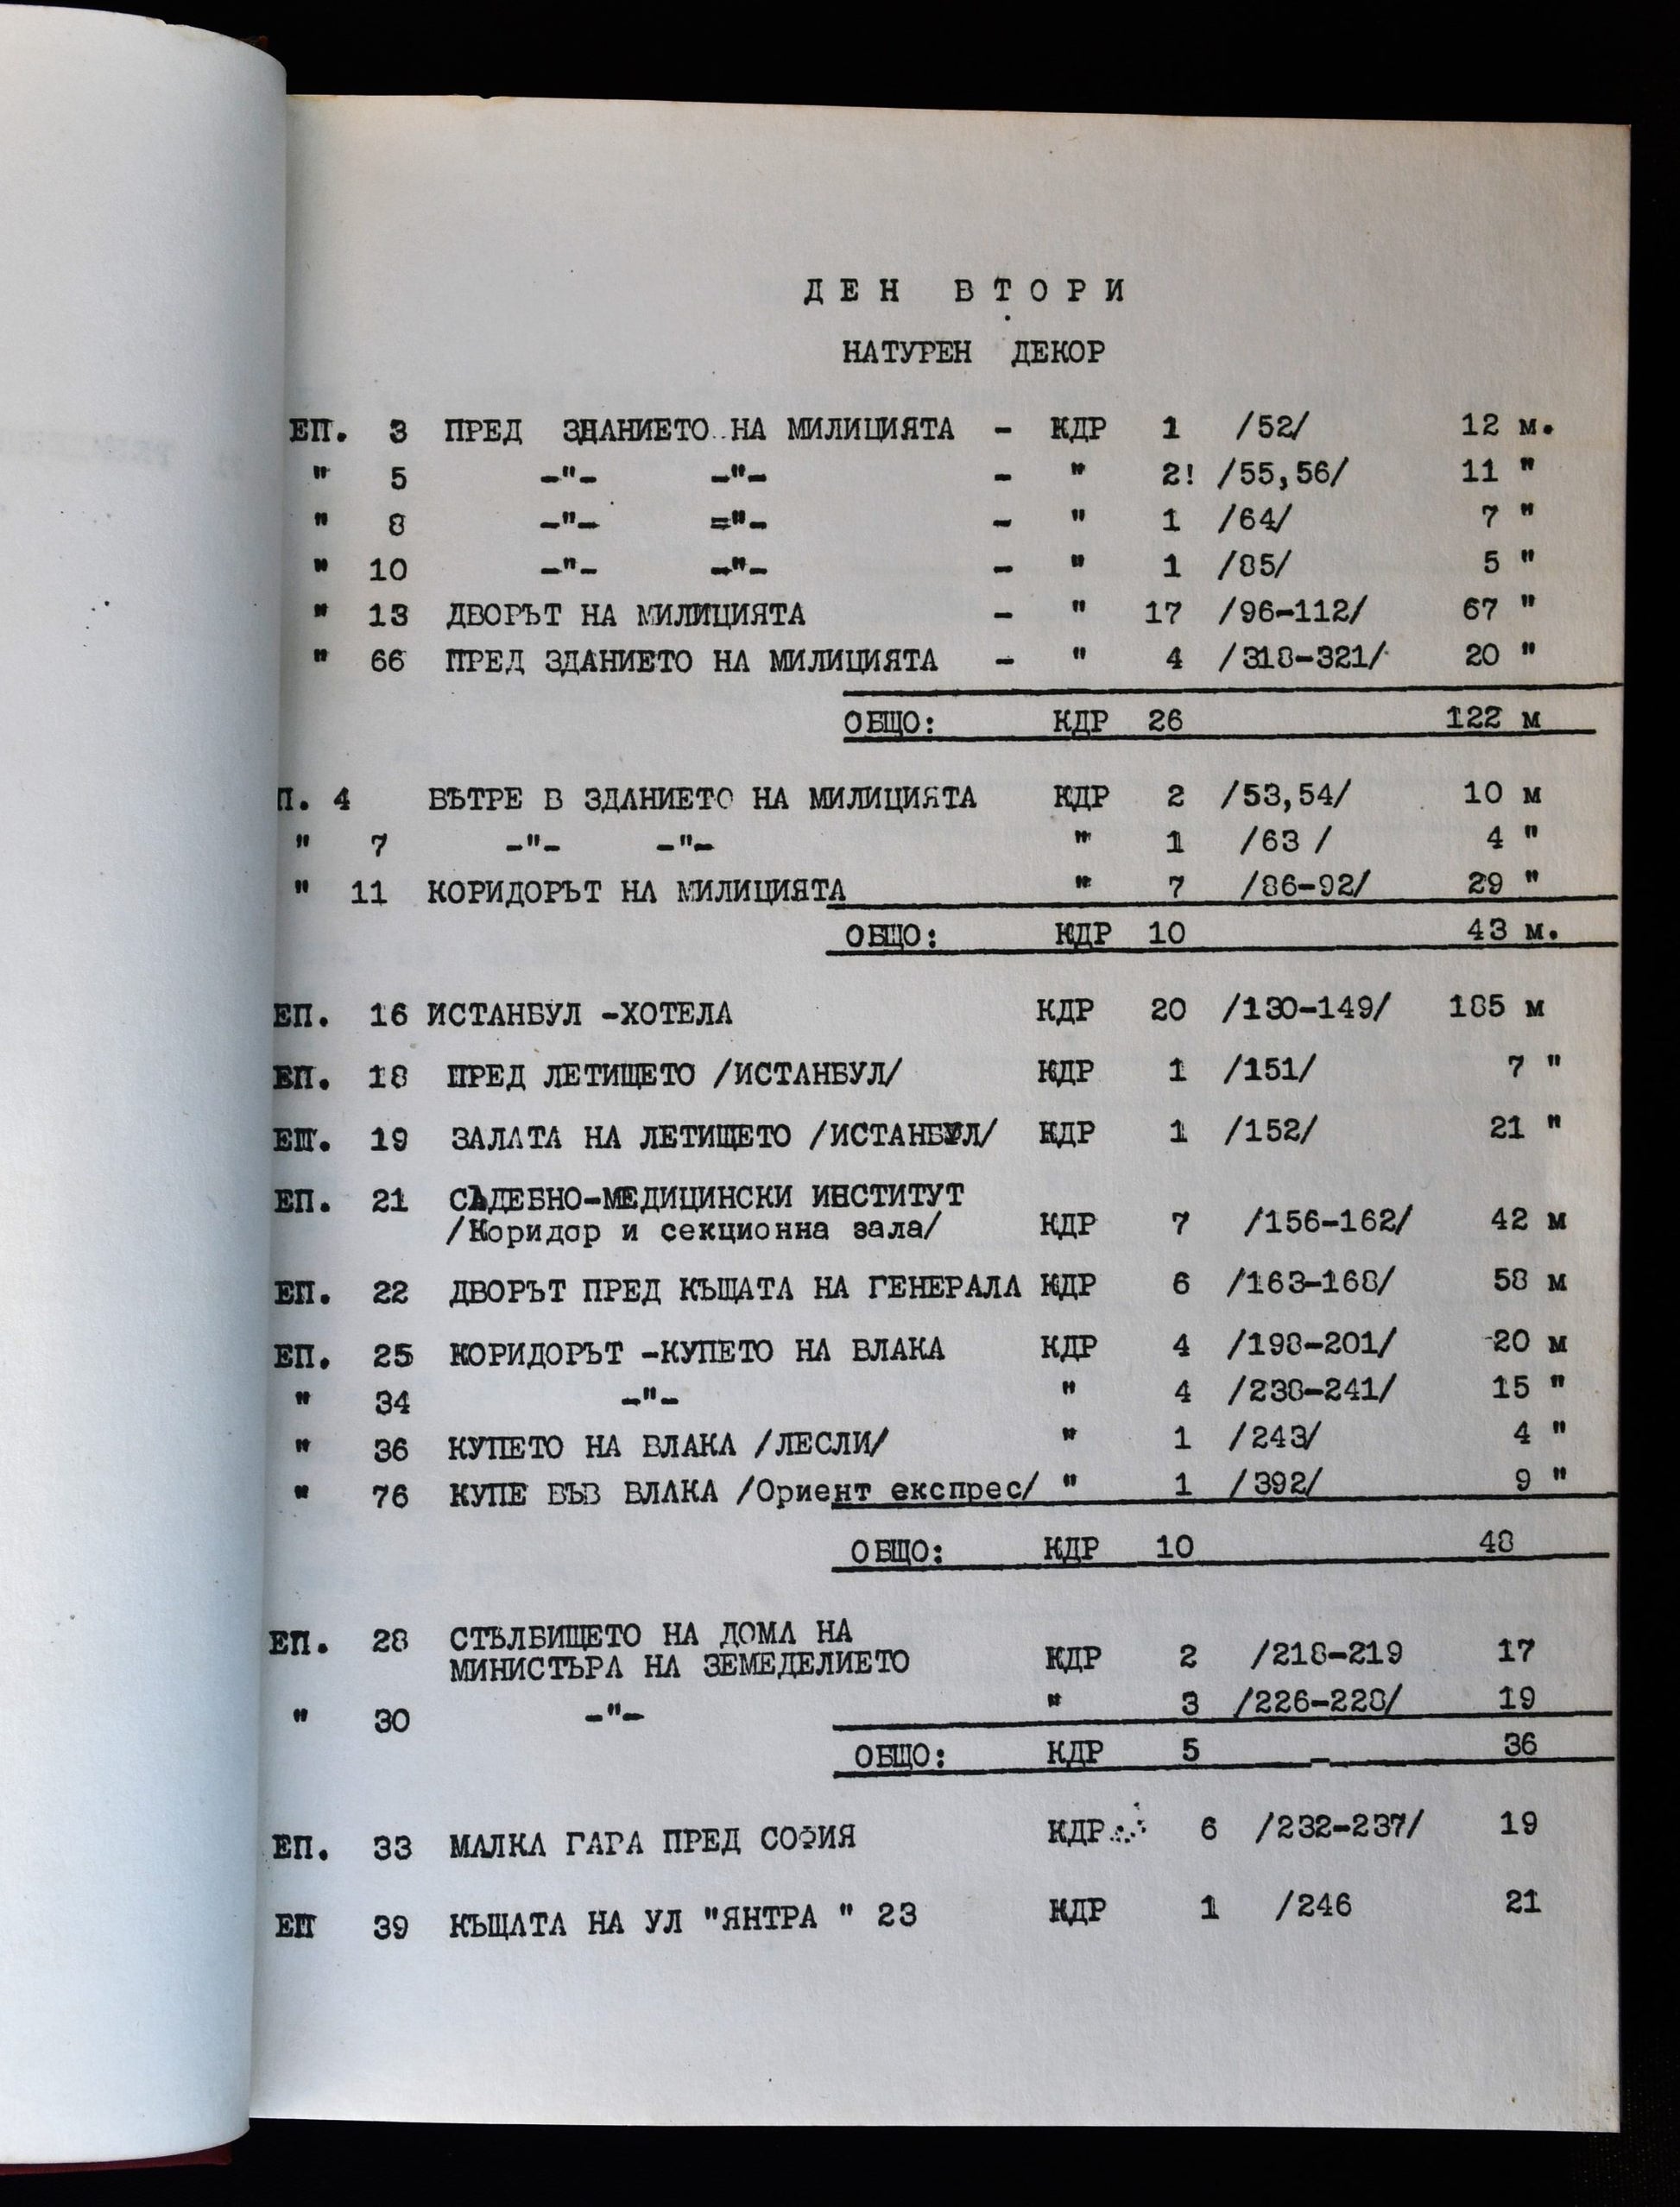 ДЕН ВТОРИ
НАТУРЕН ДЕКОР
ЕП. 3 ПРЕД ЗДАНИЕТО НА МИЛИЦИЯТА - КДР 1 /52/ 12 м.
" 5 -"- -"- - " 2! /55,56/ 11 "
" 8 -"- ="- - " 1 /64/ 7 "
" 10 -"- -"- - " 1 /85/ 5 "
" 13 ДВОРЪТ НА МИЛИЦИЯТА - " 17 /96-112/ 67 "
" 66 ПРЕД ЗДАНИЕТО НА МИЛИЦИЯТА - " 4 /318-321/ 20 "
ОБЩО: КДР 26 122 м
П. 4 ВЪТРЕ В ЗДАНИЕТО НА МИЛИЦИЯТА КДР 2 /53,54/ 10 м
" 7 -"- -"- " 1 /63 / 4 "
" 11 КОРИДОРЪТ НА МИЛИЦИЯТА " 7 /86-92/ 29 "
ОБЩО: КДР 10 43 м.
ЕП. 16 ИСТАНБУЛ -ХОТЕЛА КДР 20 /130-149/ 185 м
ЕП. 18 ПРЕД ЛЕТИЩЕТО /ИСТАНБУЛ/ КДР 1 /151/ 7 "
ЕП. 19 ЗАЛАТА НА ЛЕТИЩЕТО /ИСТАНБУЛ/ КДР 1 /152/ 21 "
ЕП. 21 СЪДЕБНО-МЕДИЦИНСКИ ИНСТИТУТ
/Коридор и секционна зала/ КДР 7 /156-162/ 42 м
ЕП. 22 ДВОРЪТ ПРЕД КЪЩАТА НА ГЕНЕРАЛА КДР 6 /163-168/ 58 м
ЕП. 25 КОРИДОРЪТ -КУПЕТО НА ВЛАКА КДР 4 /198-201/ 20 м
" 34 -"- " 4 /238-241/ 15 "
" 36 КУПЕТО НА ВЛАКА /ЛЕСЛИ/ " 1 /243/ 4 "
" 76 КУПЕ ВЪВ ВЛАКА /Ориент експрес/ " 1 /392/ 9 "
ОБЩО: КДР 10 48
ЕП. 28 СТЪЛБИЩЕТО НА ДОМА НА
МИНИСТЪРА НА ЗЕМЕДЕЛИЕТО КДР 2 /218-219 17
" 30 -"- " 3 /226-228/ 19
ОБЩО: КДР 5 - 36
ЕП. 33 МАЛКА ГАРА ПРЕД СОФИЯ КДР 6 /232-237/ 19
ЕП 39 КЪЩАТА НА УЛ "ЯНТРА " 23 КДР 1 /246 21